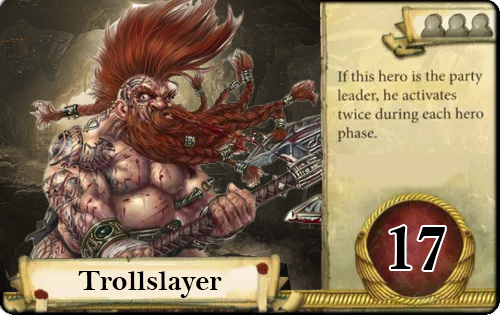 If this hero is the party
leader, he activates
twice during each hero
phase.
17
Trollslayer